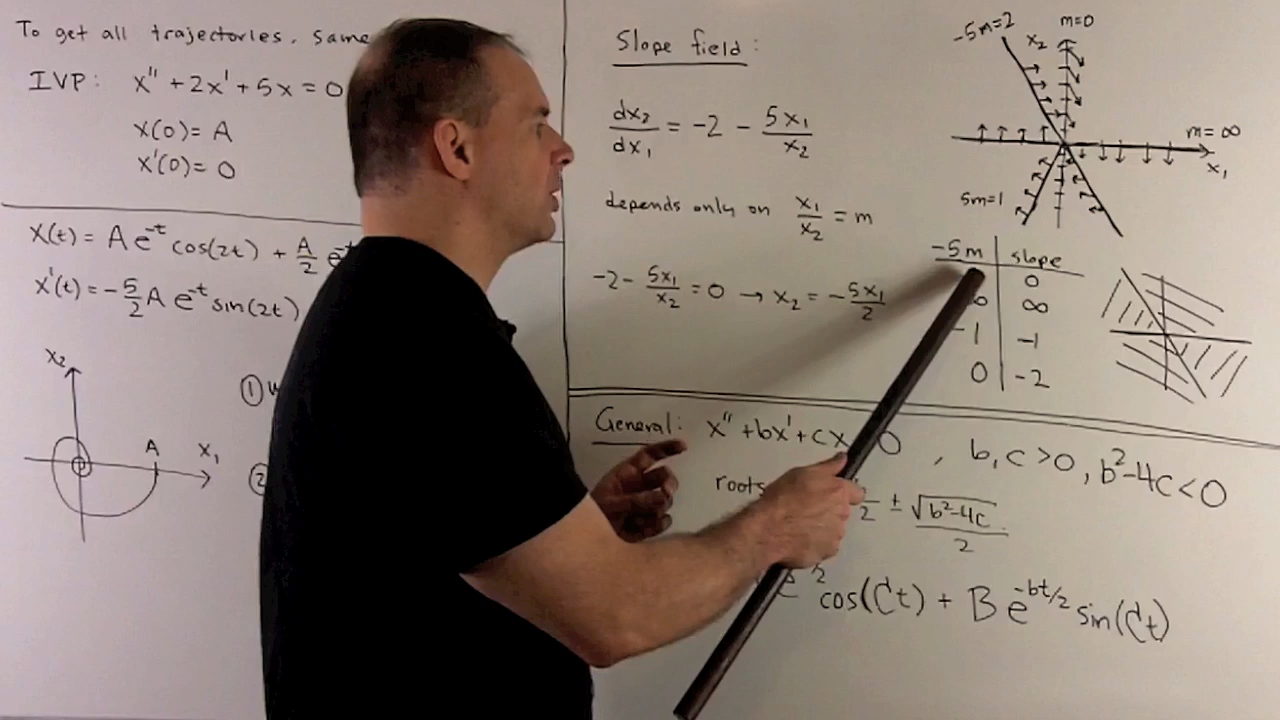 To get all trajectories, same
IVP: x'' + 2x' + 5x = 0
x(0) = A
x'(0) = 0
x(t) = A e^{-t} cos(2t) + A/2 e^{-t}
x'(t) = -5/2 A e^{-t} sin(2t)
x₂
A
x₁
①
②
Slope field:
dx₂/dx₁ = -2 - 5x₁/x₂
depends only on x₁/x₂ = m
-2 - 5x₁/x₂ = 0 → x₂ = -5x₁/2
-5m=2
m=0
x₂
m=∞
x₁
5m=1
-5m | slope
0
∞
-1 | -1
0 | -2
General: x'' + bx' + cx 0, b,c > 0, b²-4c < 0
roots
/2 ± √(b²-4c)/2
e cos(Ct) + B e^{-bt/2} sin(Ct)